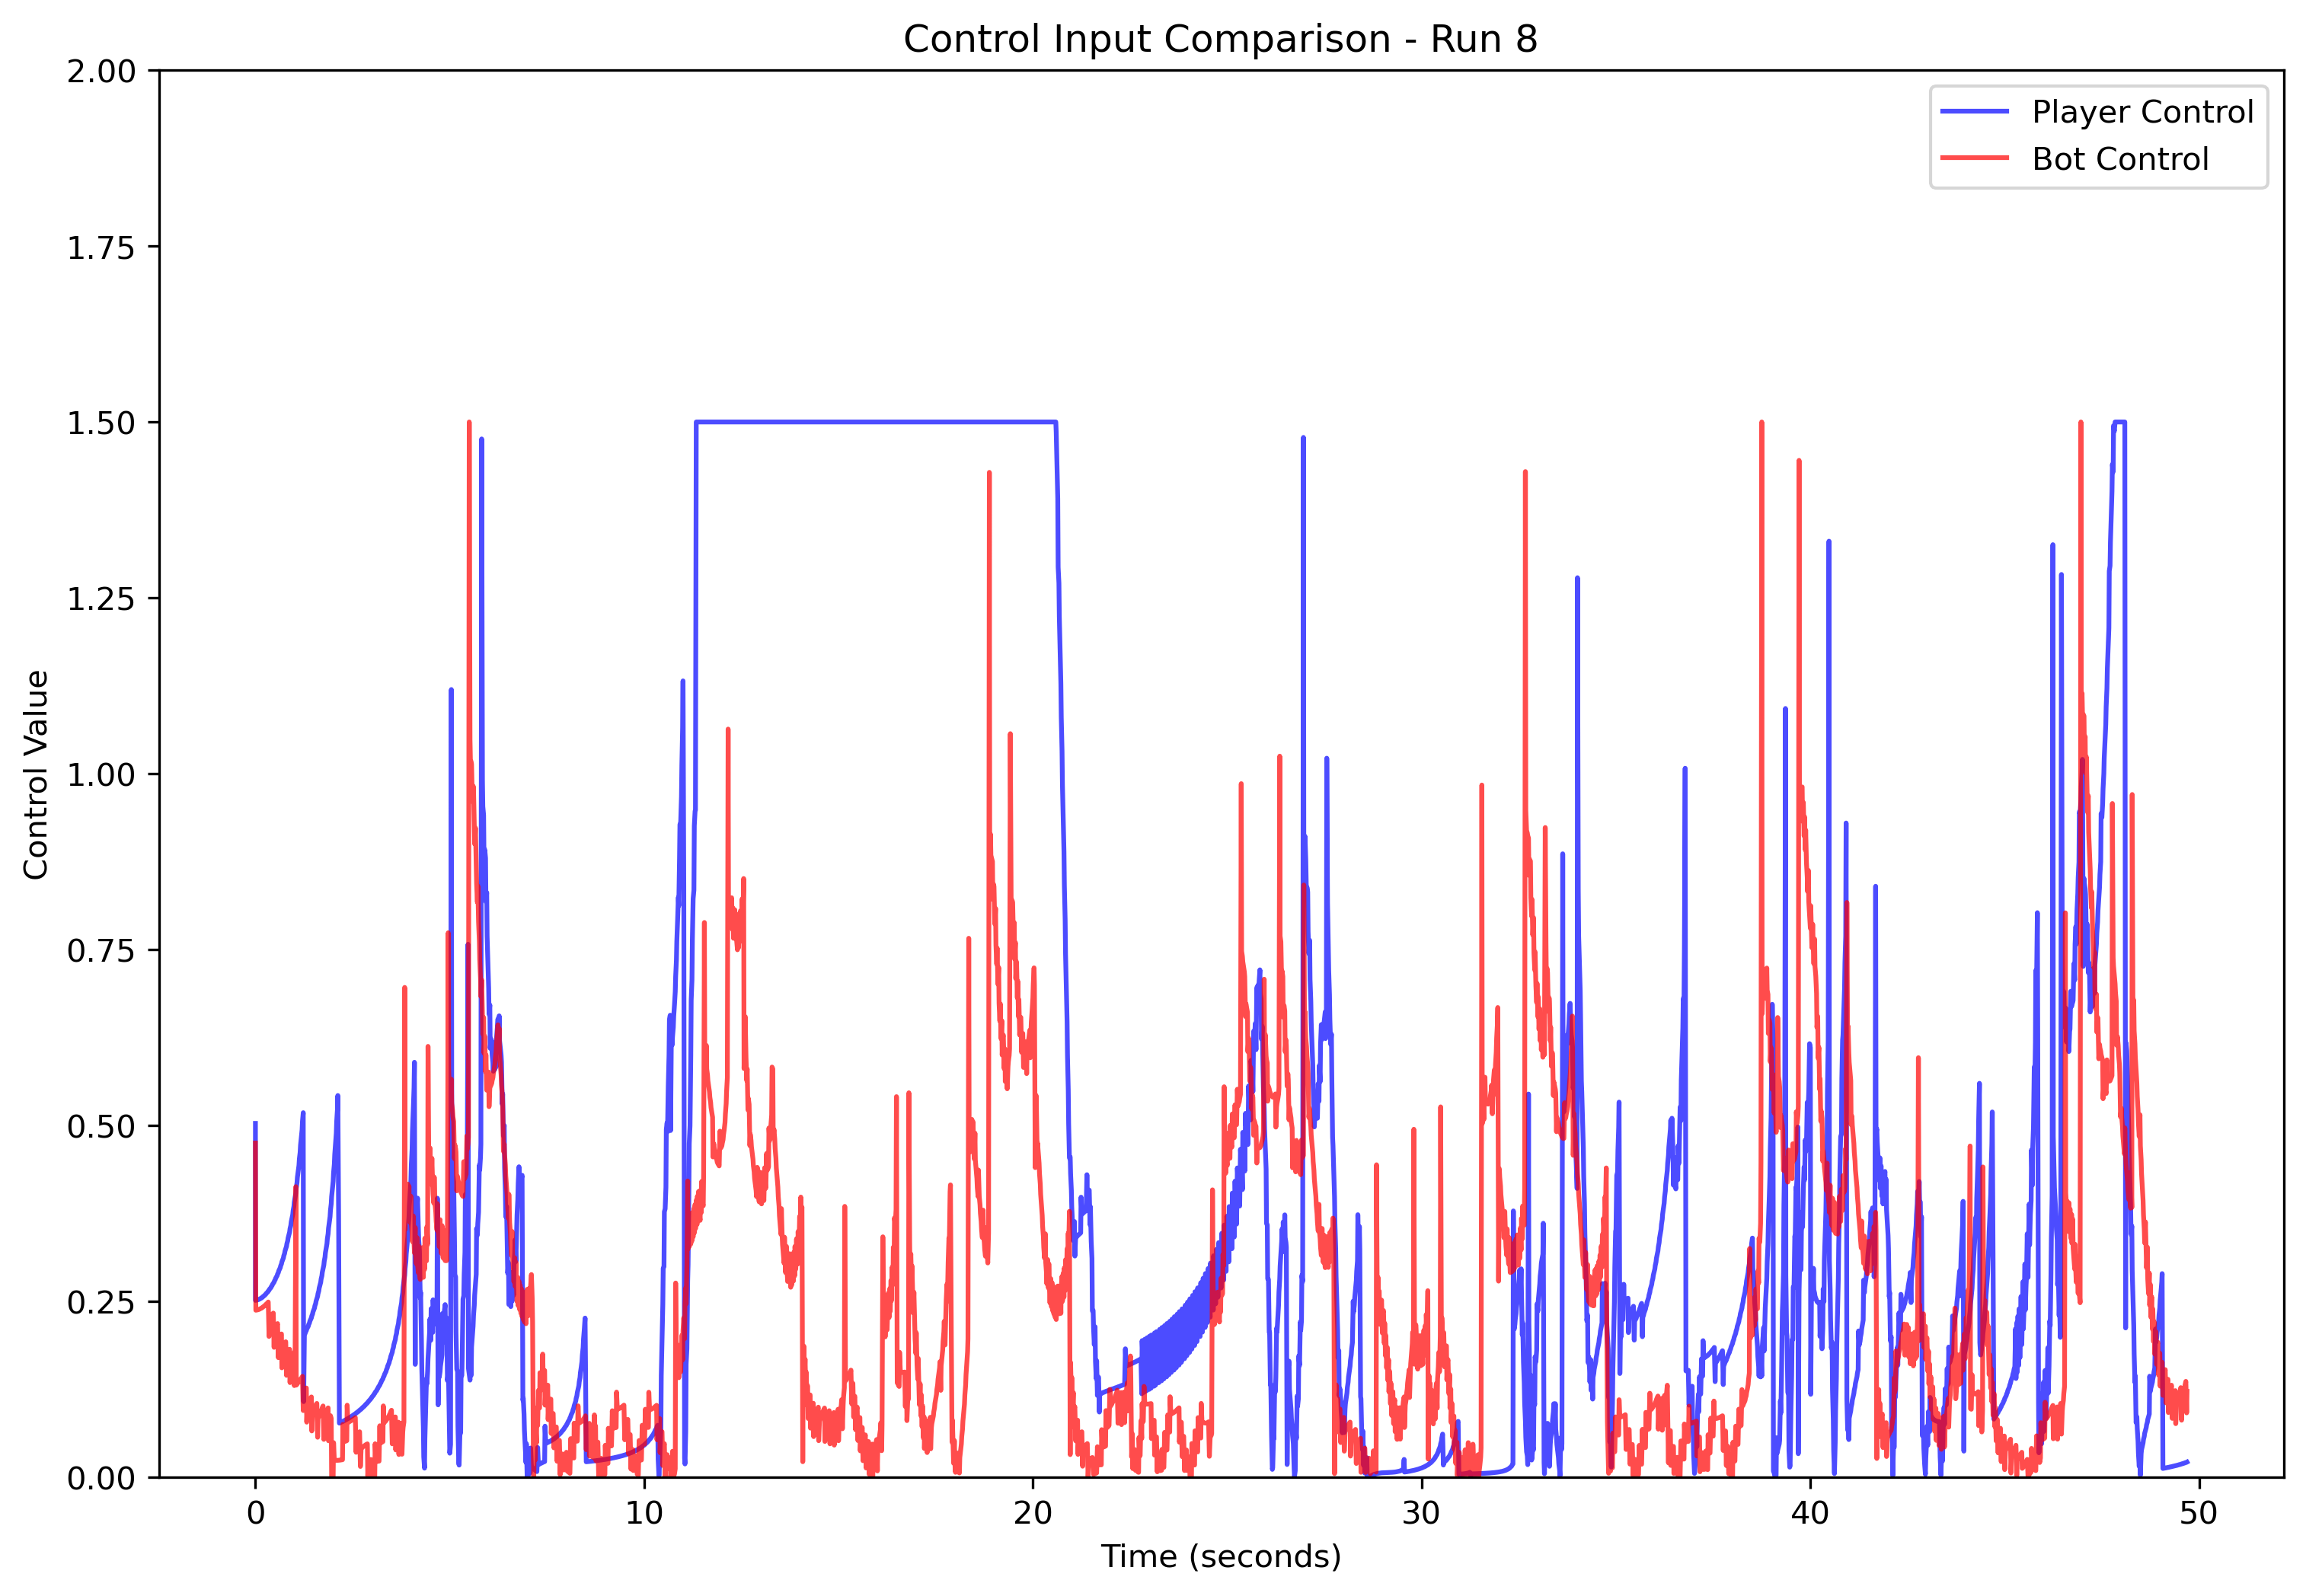 Control Input Comparison - Run 8
2.00
1.75
1.50
1.25
1.00
0.75
0.50
0.25
0.00
Control Value
Player Control
Bot Control
0 10 20 30 40 50
Time (seconds)